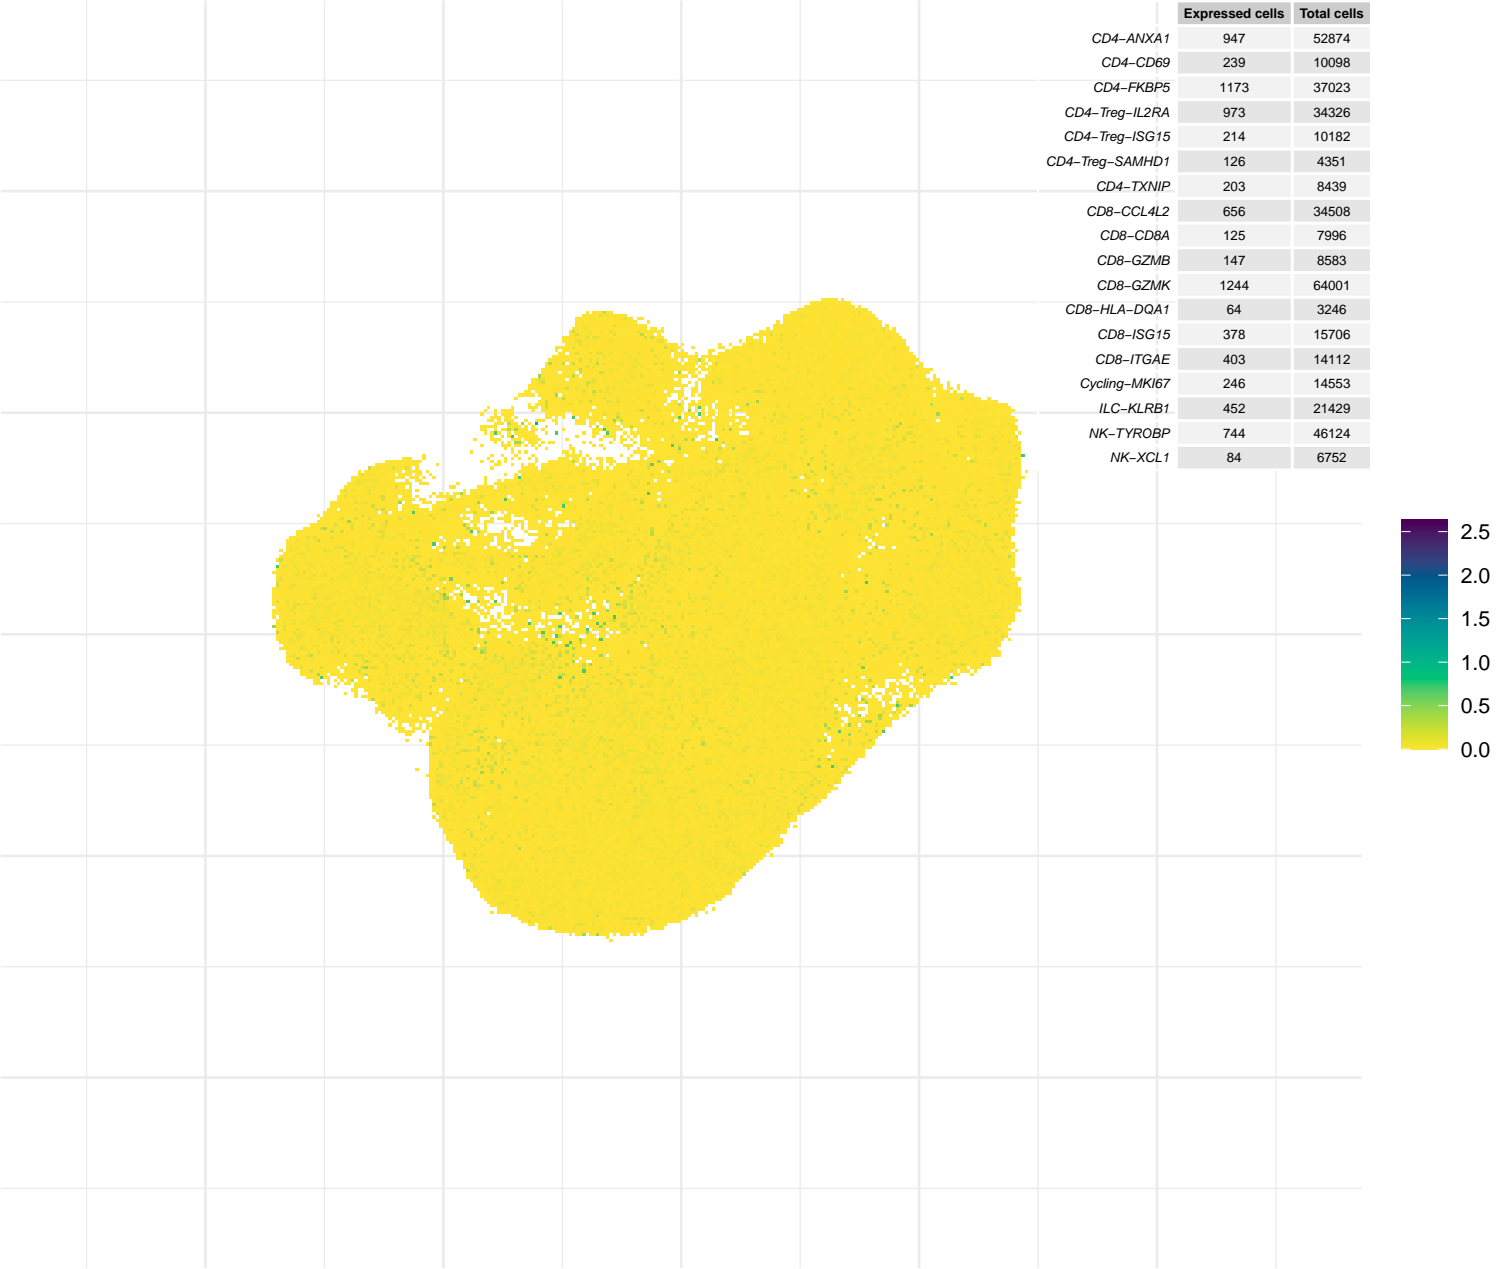 Expressed cells Total cells
CD4−ANXA1 947 52874
CD4−CD69 239 10098
CD4−FKBP5 1173 37023
CD4−Treg−IL2RA 973 34326
CD4−Treg−ISG15 214 10182
CD4−Treg−SAMHD1 126 4351
CD4−TXNIP 203 8439
CD8−CCL4L2 656 34508
CD8−CD8A 125 7996
CD8−GZMB 147 8583
CD8−GZMK 1244 64001
CD8−HLA−DQA1 64 3246
CD8−ISG15 378 15706
CD8−ITGAE 403 14112
Cycling−MKI67 246 14553
ILC−KLRB1 452 21429
NK−TYROBP 744 46124
NK−XCL1 84 6752
2.5
2.0
1.5
1.0
0.5
0.0